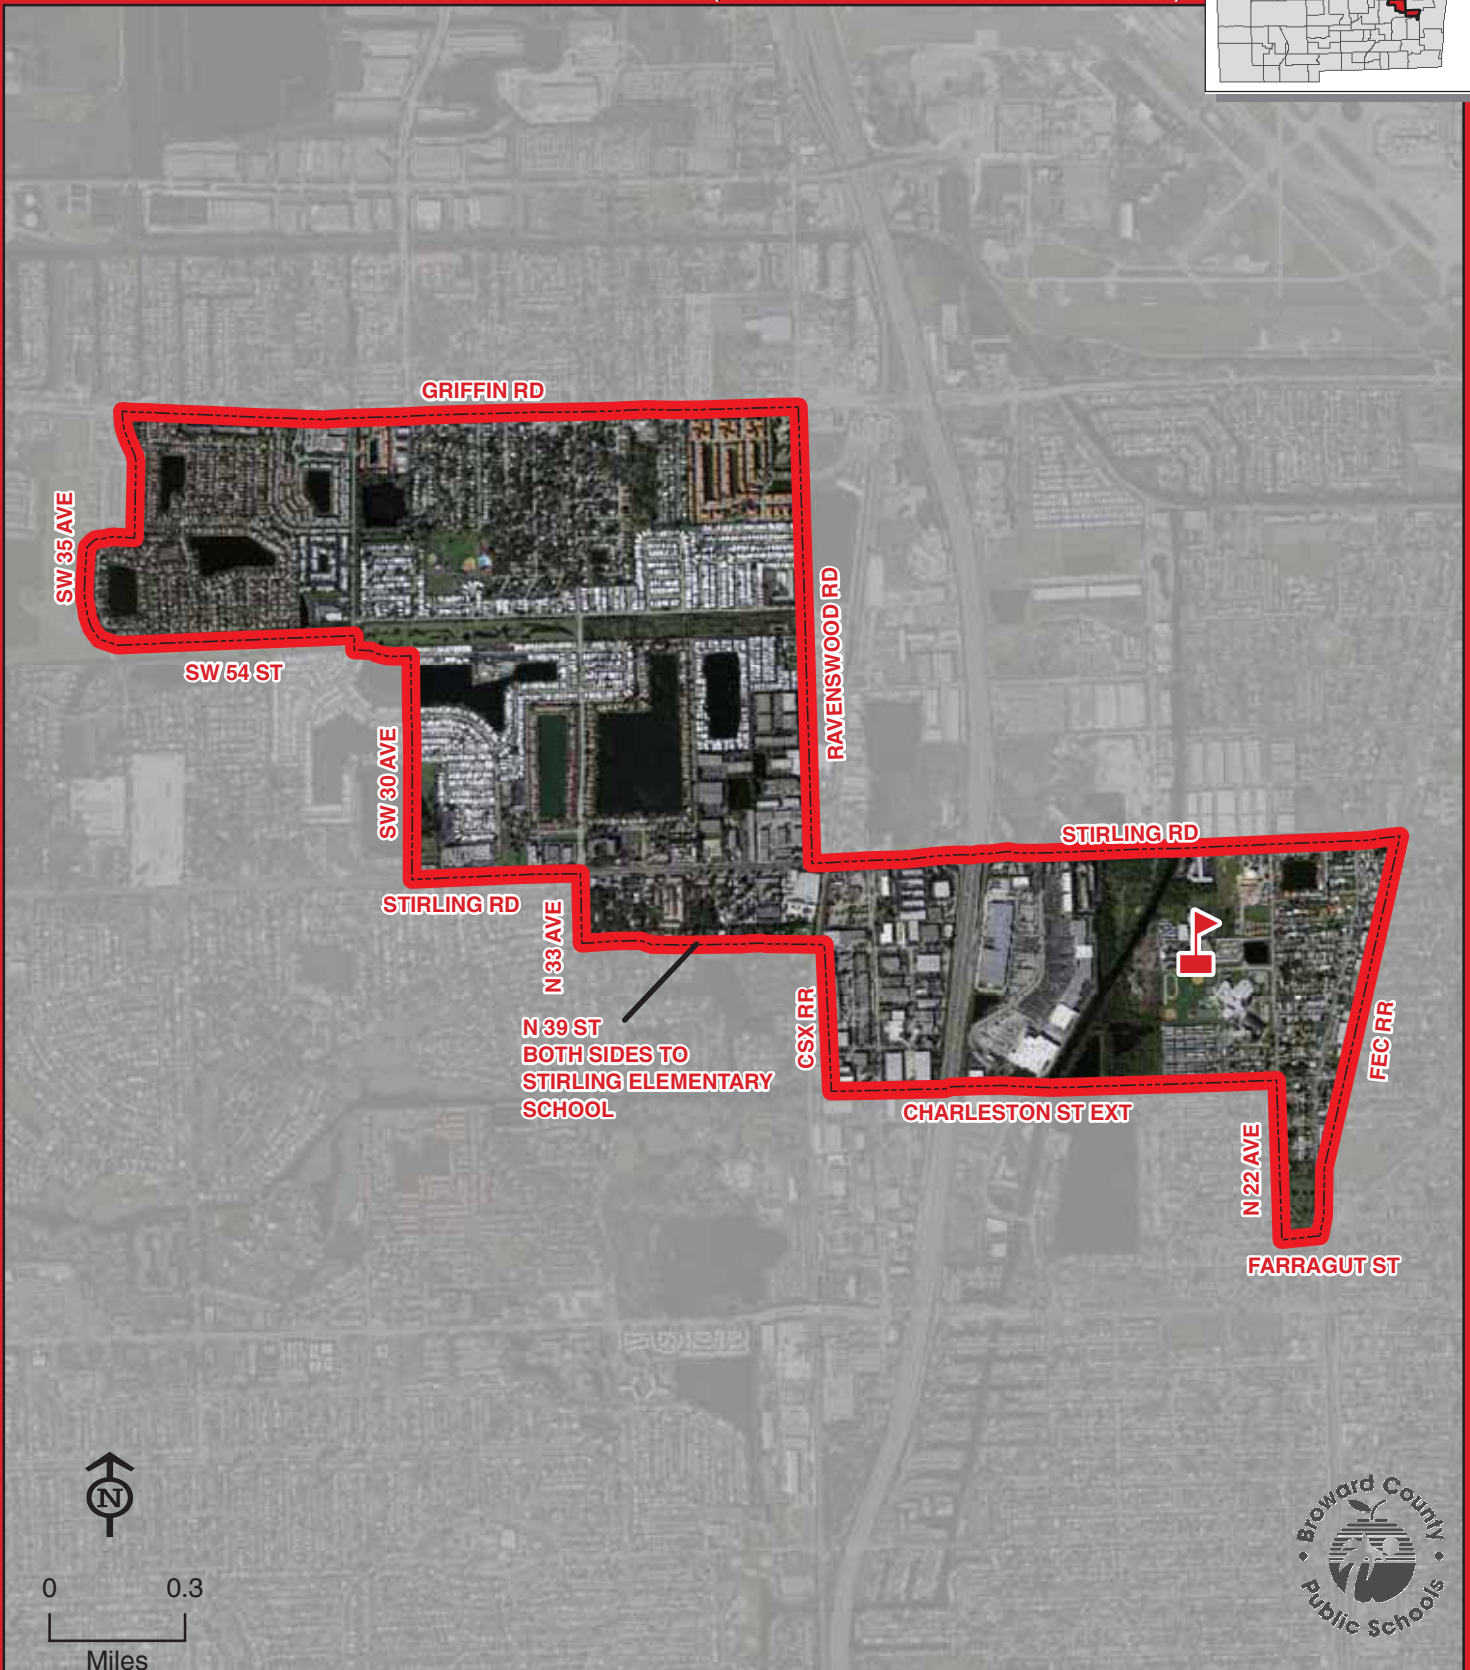 GRIFFIN RD
SW 35 AVE
RAVENSWOOD RD
SW 54 ST
SW 30 AVE
STIRLING RD
STIRLING RD
N 33 AVE
CSX RR
FEC RR
N 39 ST
BOTH SIDES TO
STIRLING ELEMENTARY
SCHOOL
CHARLESTON ST EXT
N 22 AVE
FARRAGUT ST
N
0 0.3
Miles
Broward County
Public Schools